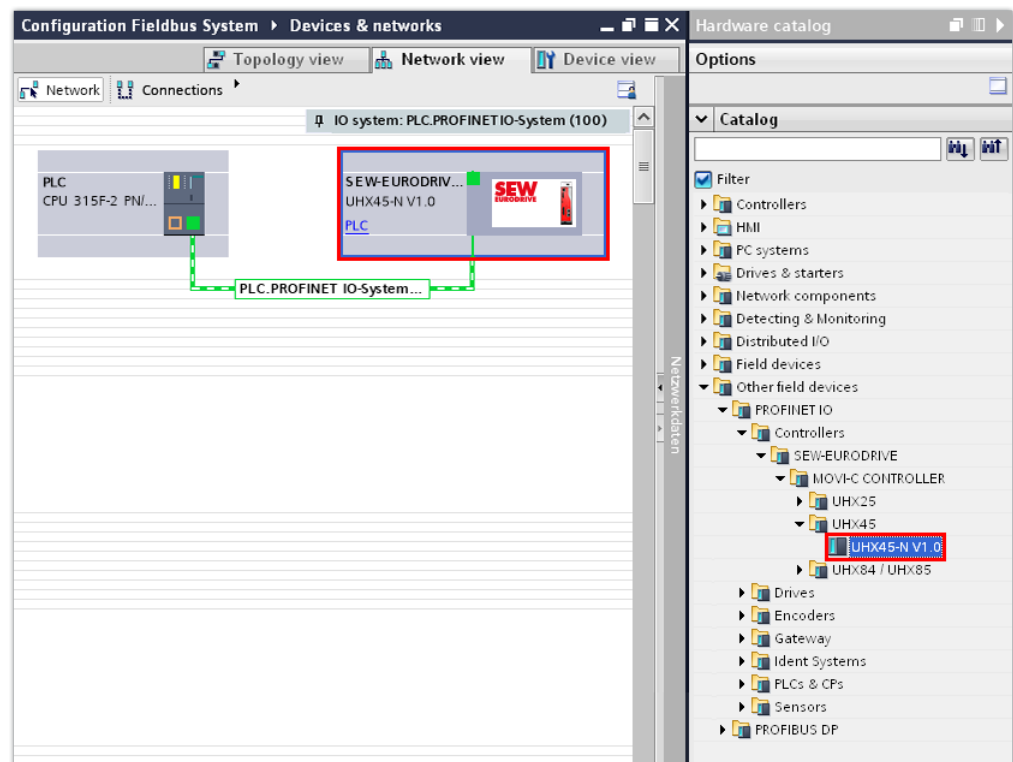 Configuration Fieldbus System ▸ Devices & networks
Topology view
Network view
Device view
Network
Connections
IO system: PLC.PROFINET IO-System (100)
PLC
CPU 315F-2 PN/...
SEW-EURODRIV...
UHX45-N V1.0
PLC
SEW
EURODRIVE
PLC.PROFINET IO-System...
Netzwerkdaten
Hardware catalog
Options
Catalog
Filter
Controllers
HMI
PC systems
Drives & starters
Network components
Detecting & Monitoring
Distributed I/O
Field devices
Other field devices
PROFINET IO
Controllers
SEW-EURODRIVE
MOVI-C CONTROLLER
UHX25
UHX45
UHX45-N V1.0
UHX84 / UHX85
Drives
Encoders
Gateway
Ident Systems
PLCs & CPs
Sensors
PROFIBUS DP